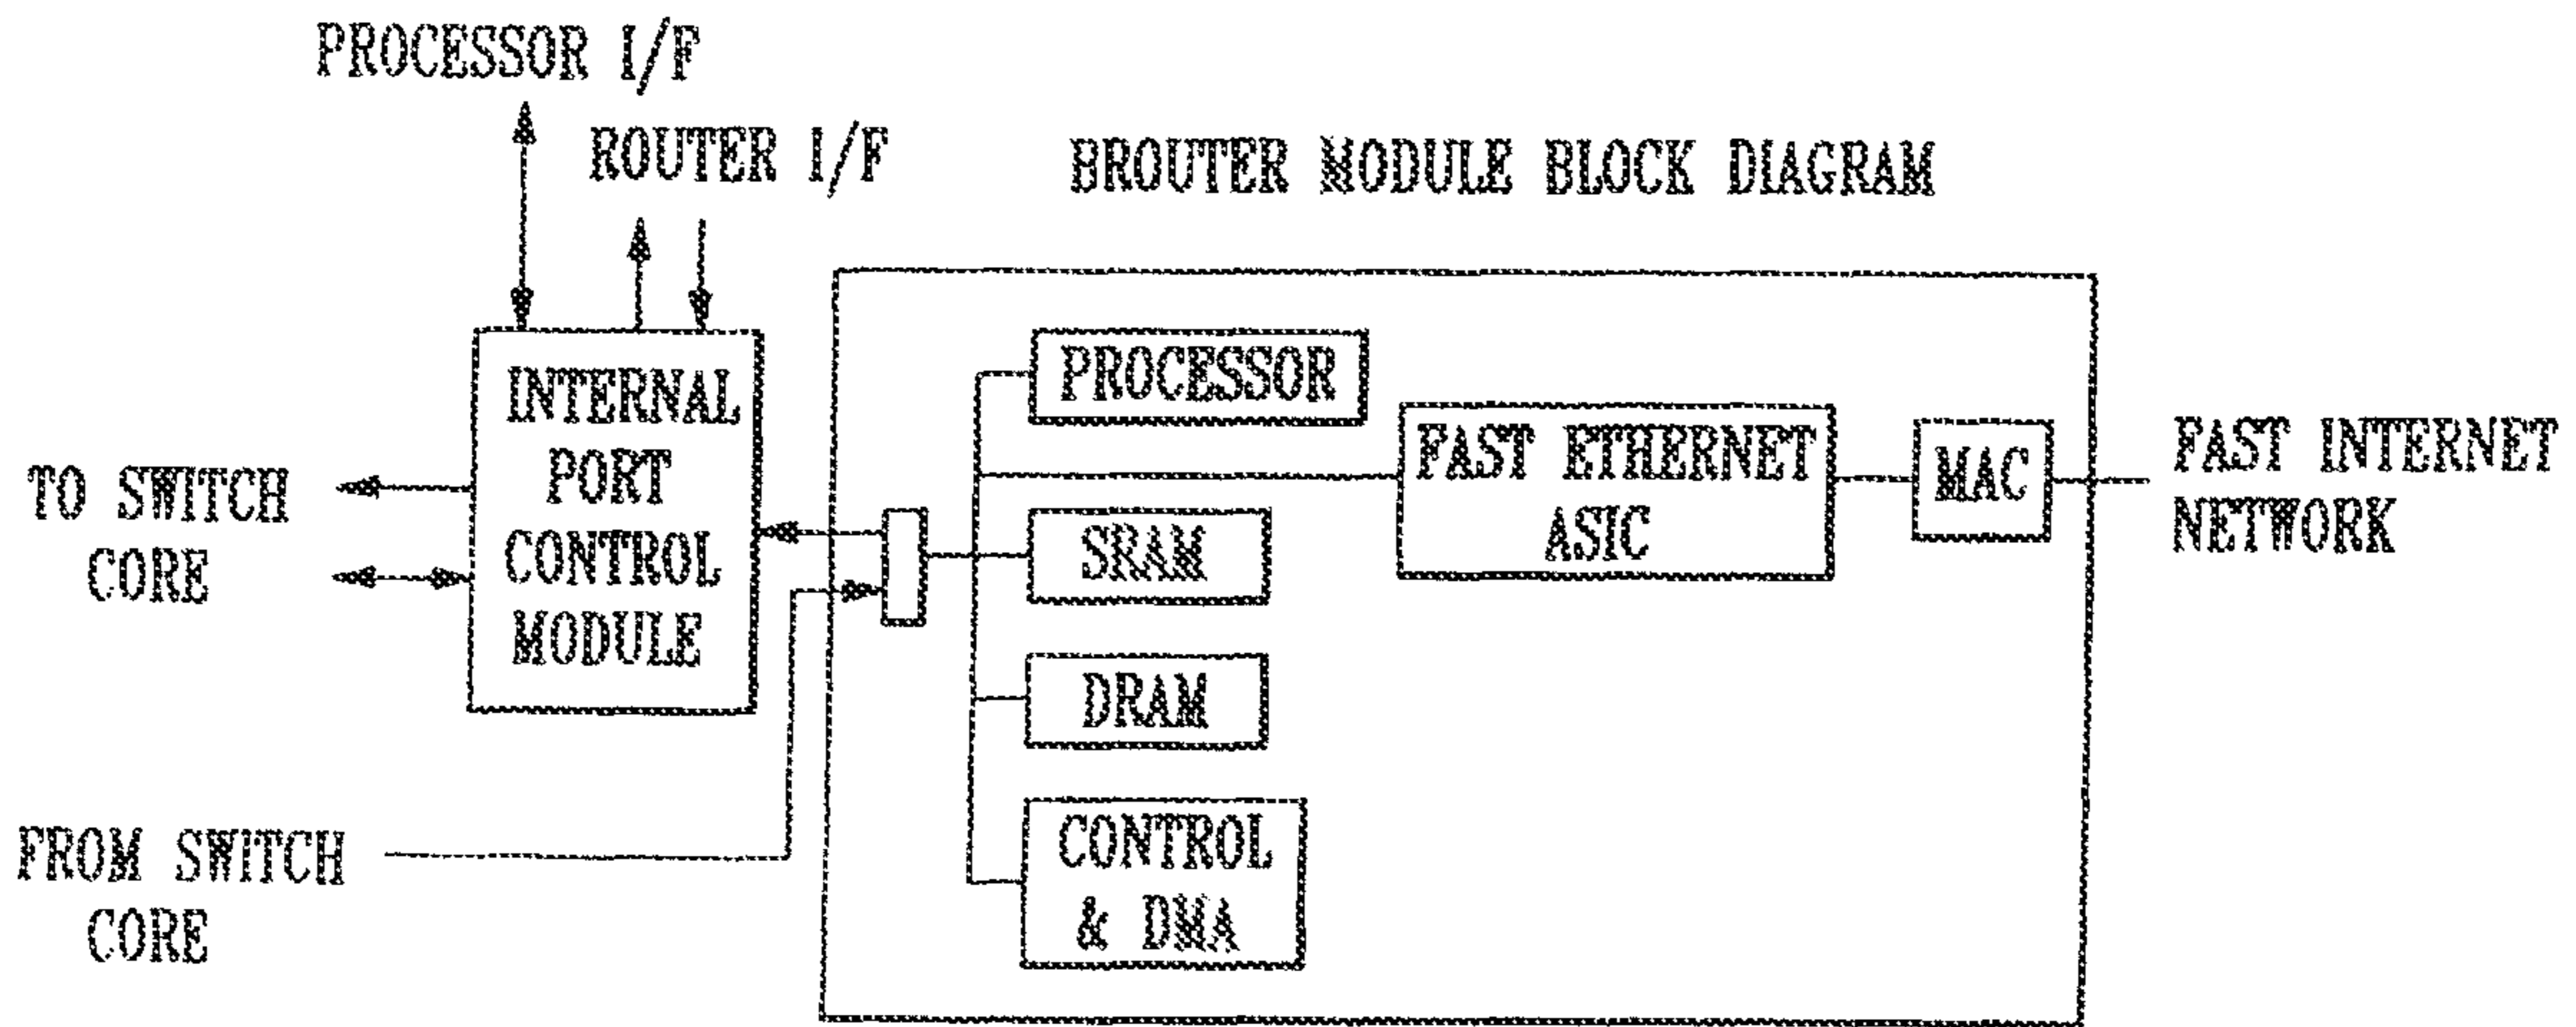 PROCESSOR I/F
ROUTER I/F
BROUTER MODULE BLOCK DIAGRAM
INTERNAL
PORT
CONTROL
MODULE
TO SWITCH
CORE
FROM SWITCH
CORE
PROCESSOR
FAST ETHERNET
ASIC
MAC
SRAM
DRAM
CONTROL
& DMA
FAST INTERNET
NETWORK